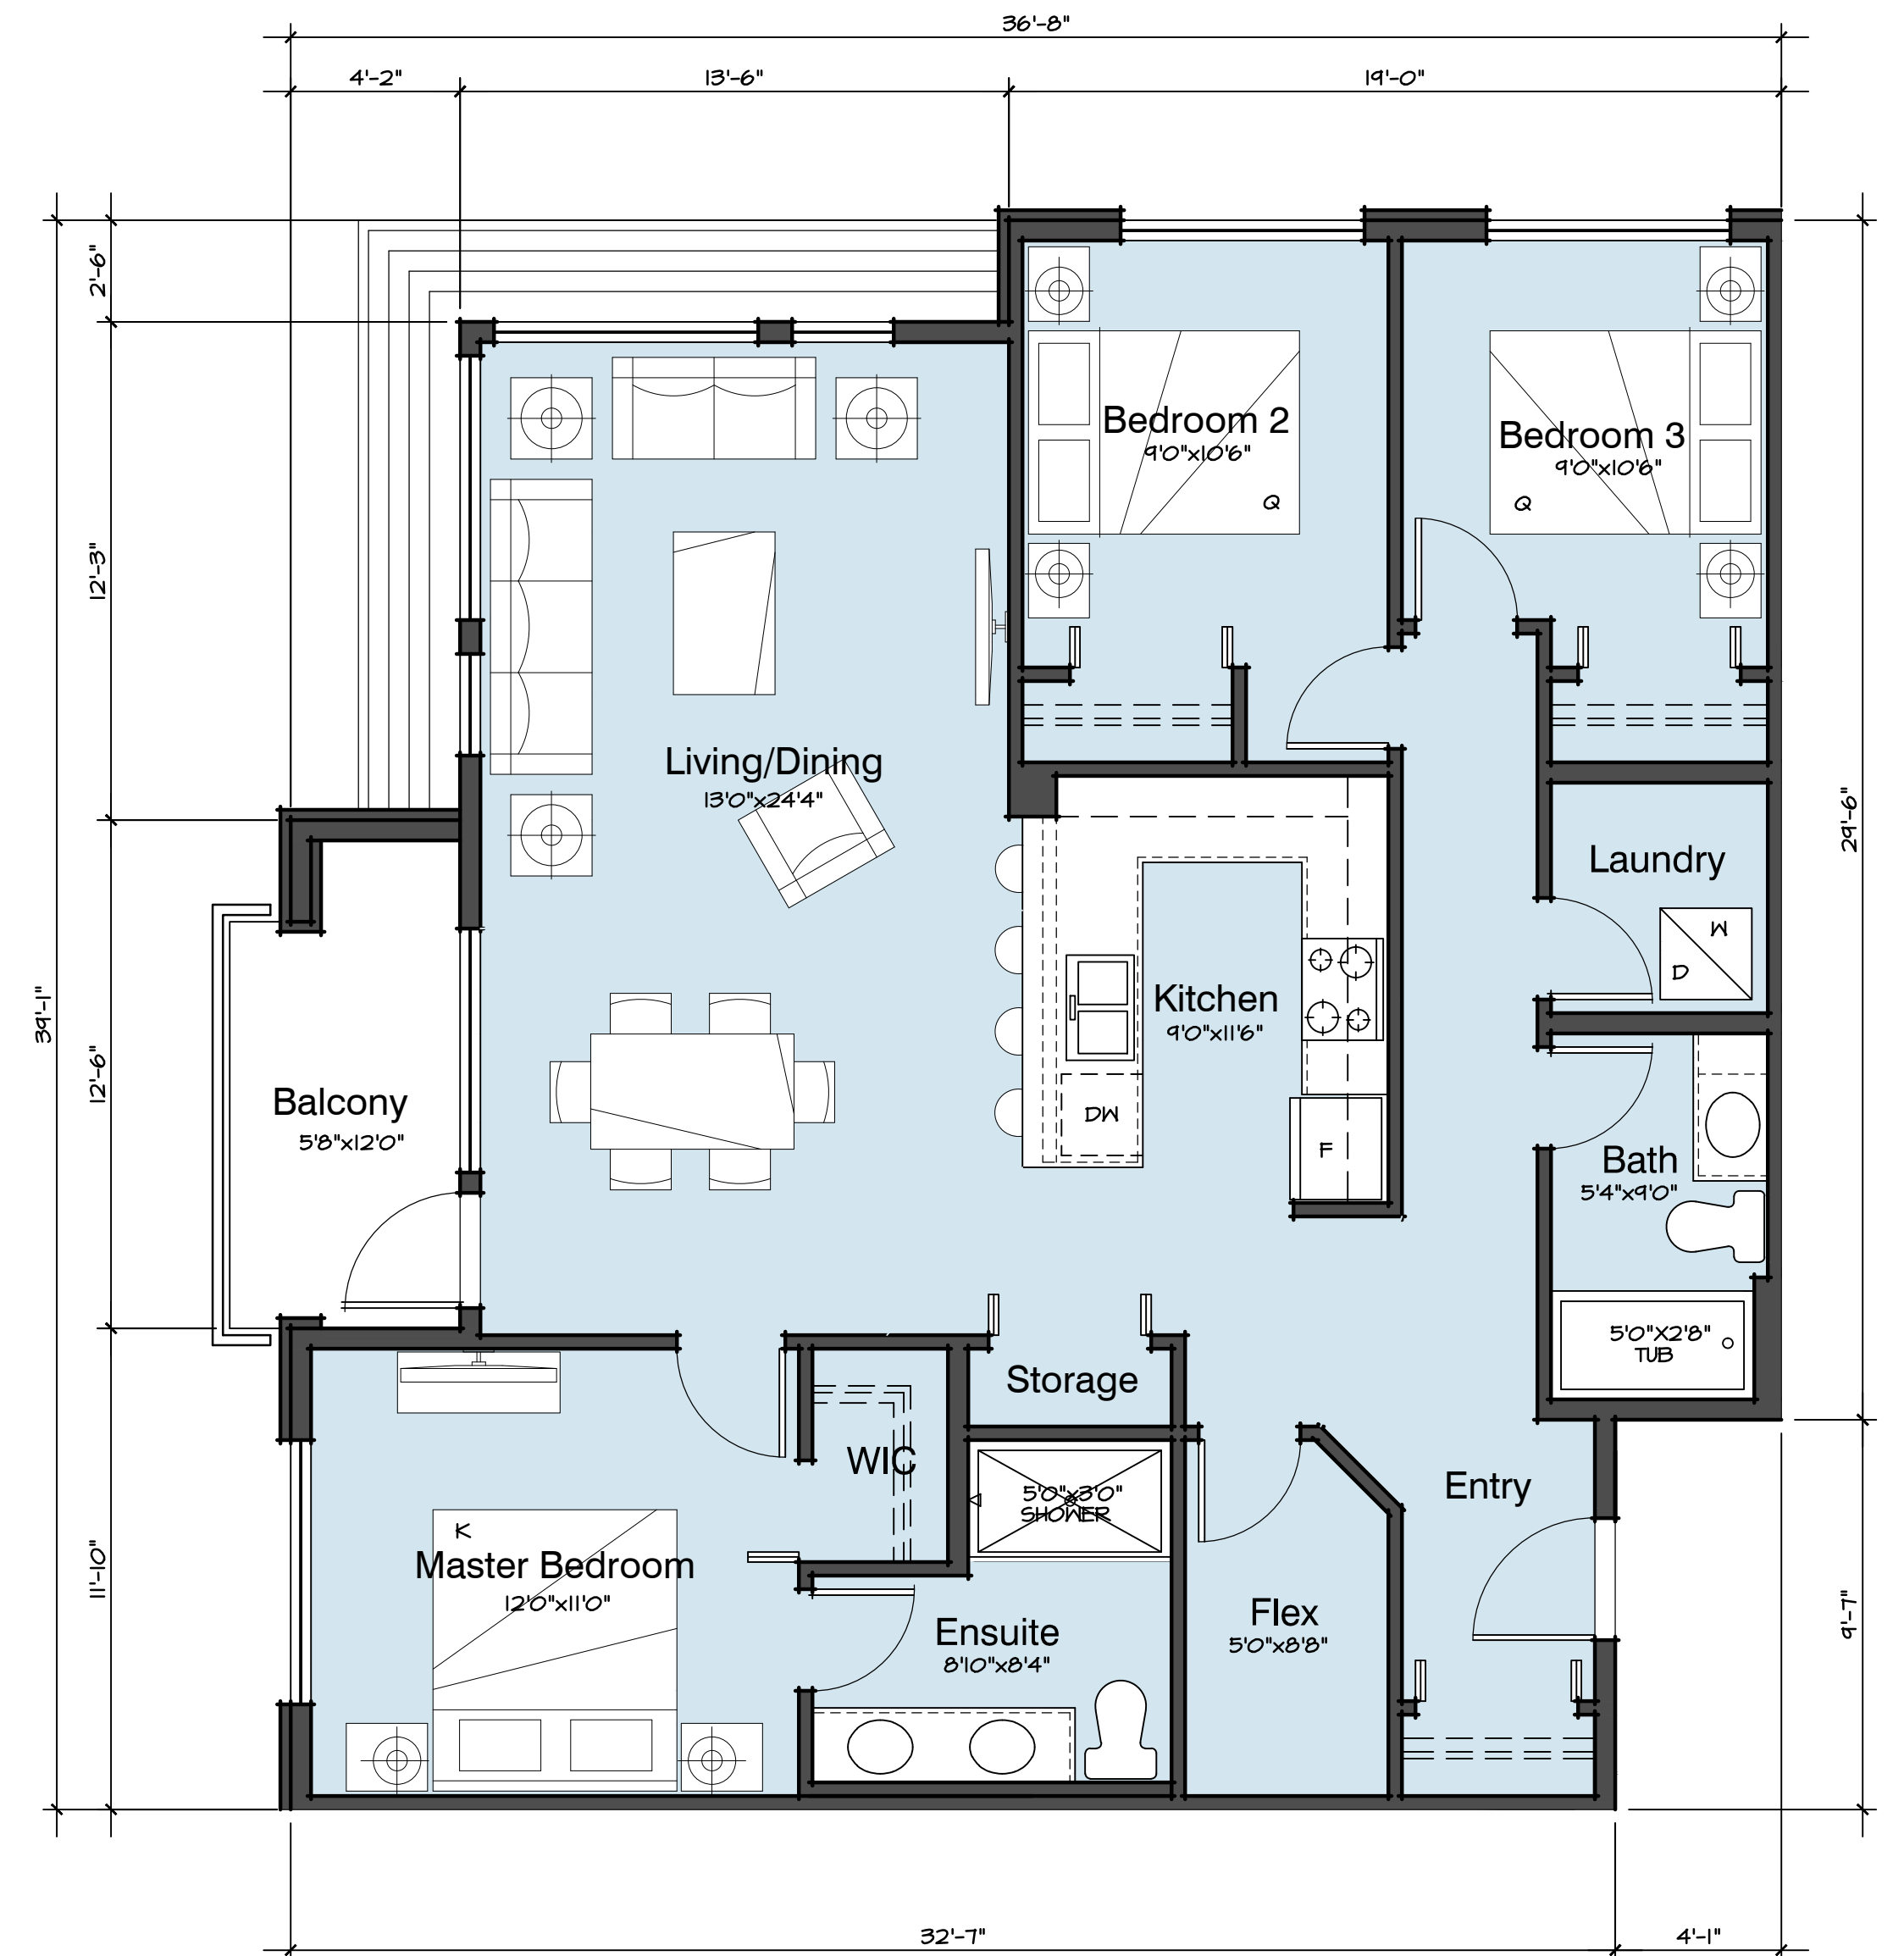 36'-8"
4'-2"
13'-6"
19'-0"
2'-6"
12'-3"
39'-1"
12'-6"
11'-10"
29'-6"
9'-7"
Bedroom 2
9'0"x10'6"
Q
Bedroom 3
9'0"x10'6"
Q
Living/Dining
13'0"x24'4"
Laundry
W
D
Kitchen
9'0"x11'6"
DW
F
Balcony
5'8"x12'0"
Bath
5'4"x9'0"
5'0"X2'8"
TUB
Storage
WIC
5'0"x3'0"
SHOWER
Entry
K
Master Bedroom
12'0"x11'0"
Ensuite
8'10"x8'4"
Flex
5'0"x8'8"
32'-7"
4'-1"